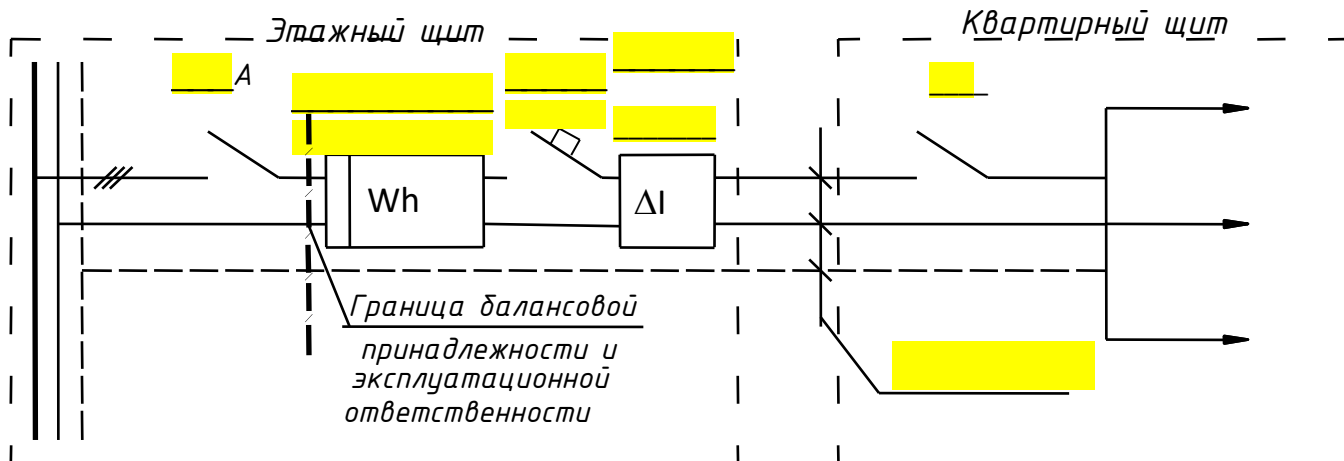 Этажный щит
Квартирный щит
А
Wh
ΔI
Граница балансовой
принадлежности и
эксплуатационной
ответственности